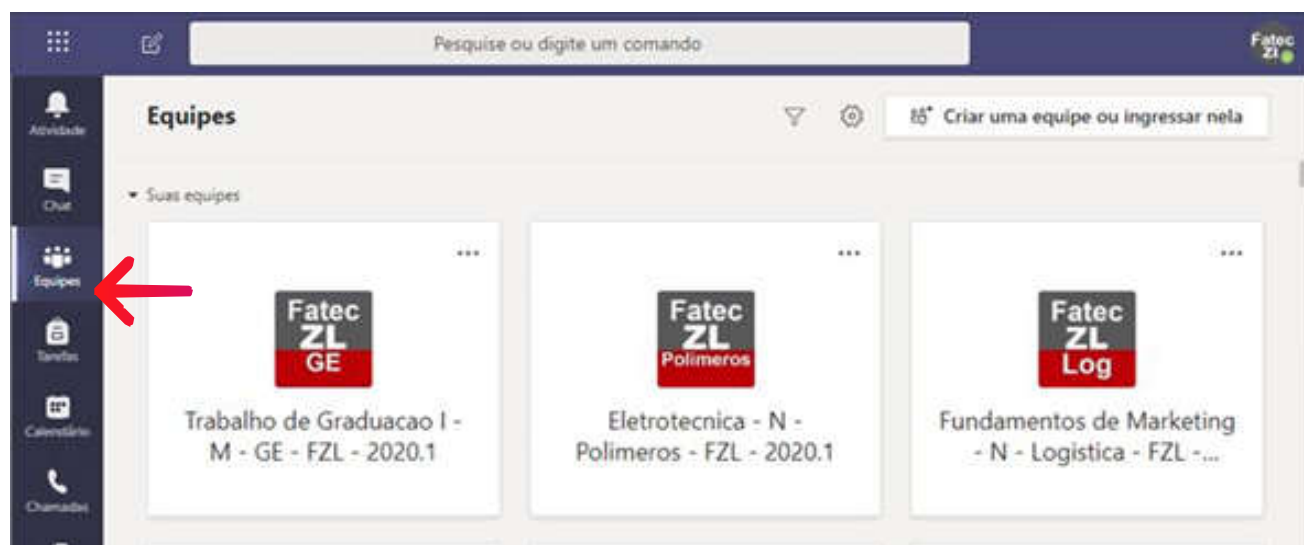 Pesquise ou digite um comando
Fatec
ZL
Atividade
Chat
Equipes
Tarefas
Calendário
Chamadas
Equipes
Criar uma equipe ou ingressar nela
Suas equipes
Fatec
ZL
GE
Trabalho de Graduacao I -
M - GE - FZL - 2020.1
Fatec
ZL
Polimeros
Eletrotecnica - N -
Polimeros - FZL - 2020.1
Fatec
ZL
Log
Fundamentos de Marketing
- N - Logistica - FZL -...